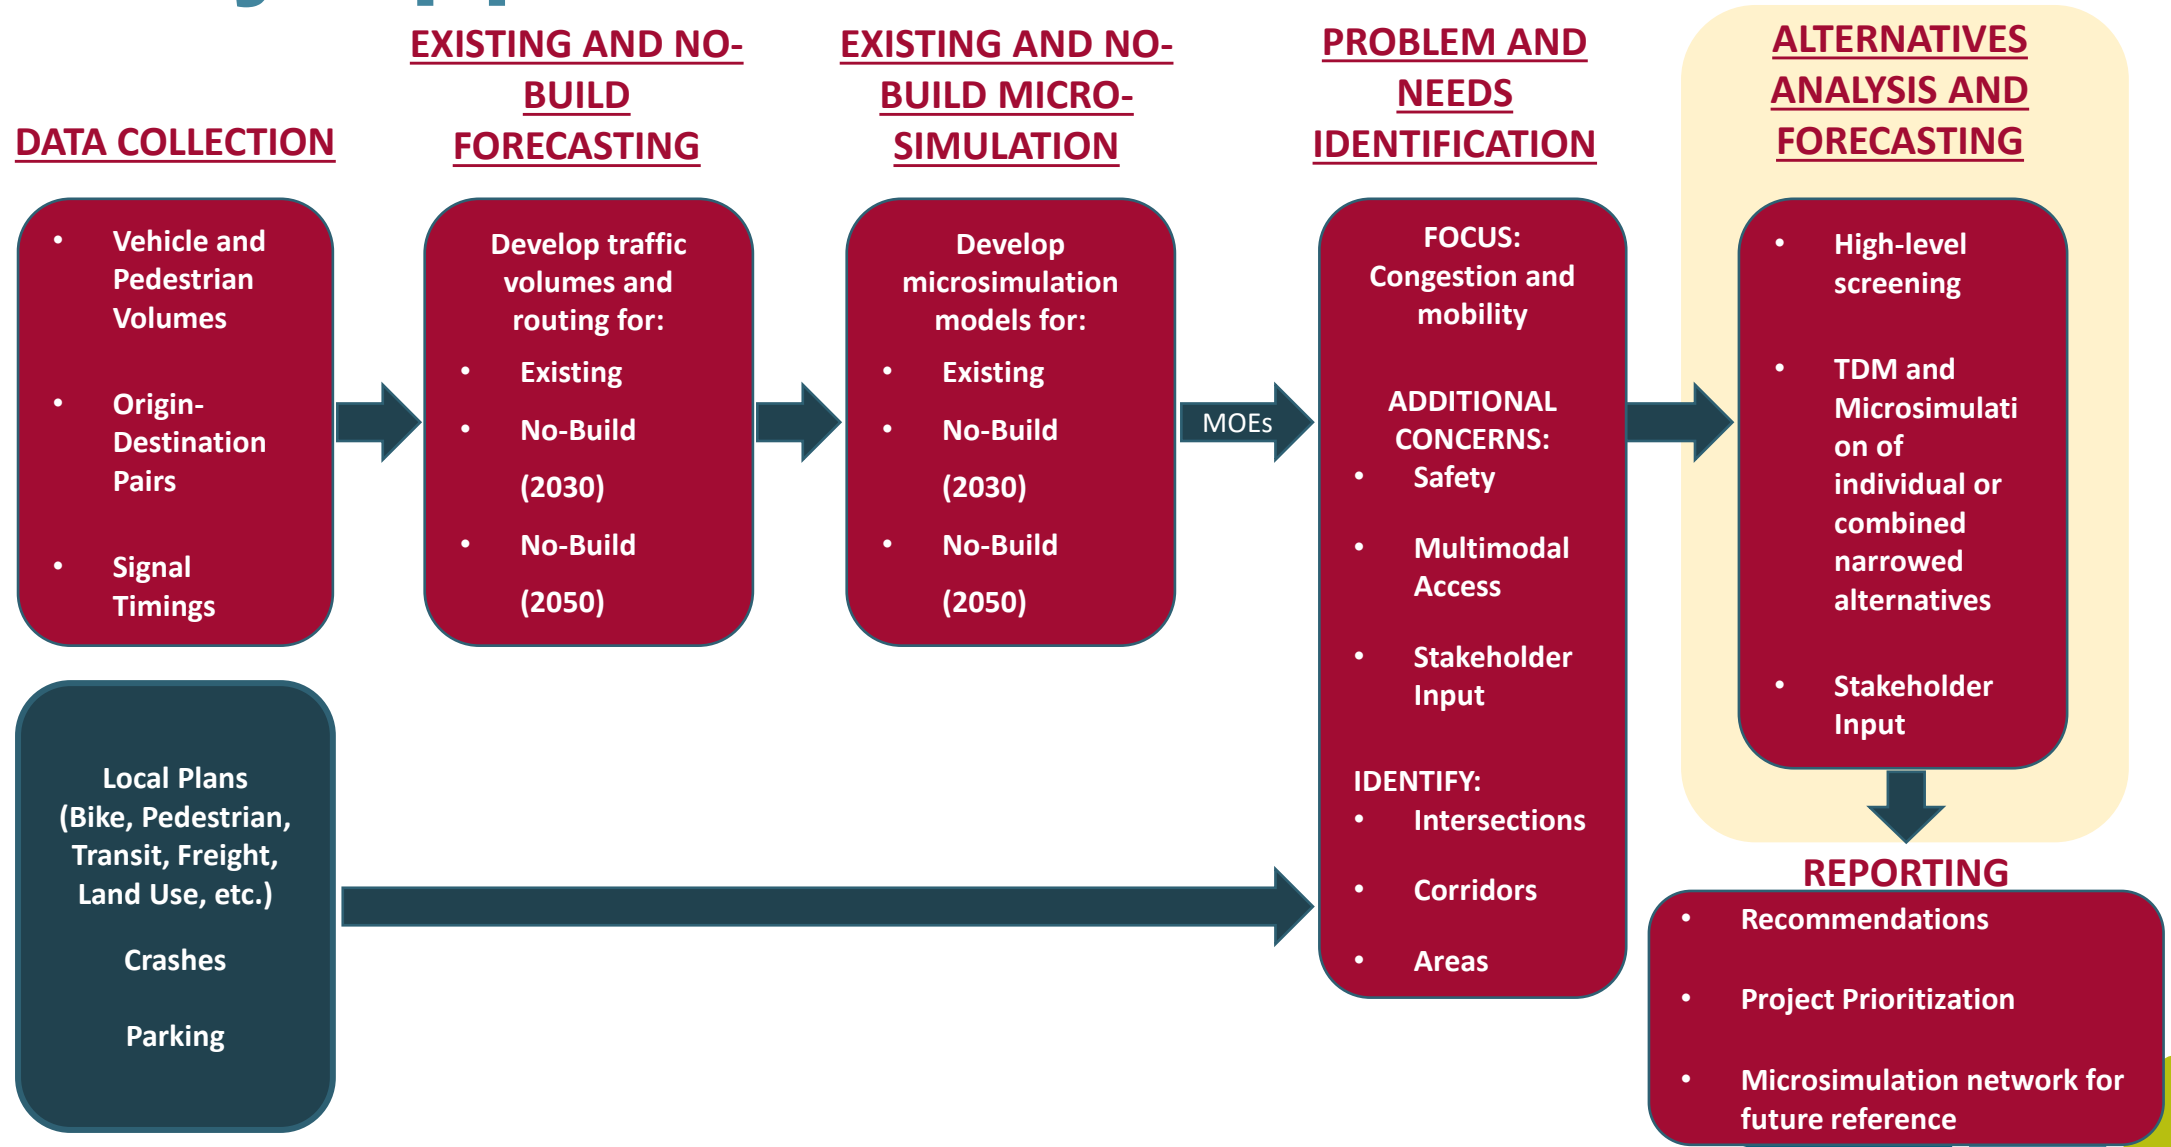 DATA COLLECTION
• Vehicle and
Pedestrian
Volumes
• Origin-
Destination
Pairs
• Signal
Timings
Local Plans
(Bike, Pedestrian,
Transit, Freight,
Land Use, etc.)
Crashes
Parking
EXISTING AND NO-
BUILD
FORECASTING
Develop traffic
volumes and
routing for:
• Existing
• No-Build
(2030)
• No-Build
(2050)
EXISTING AND NO-
BUILD MICRO-
SIMULATION
Develop
microsimulation
models for:
• Existing
• No-Build
(2030)
• No-Build
(2050)
MOEs
PROBLEM AND
NEEDS
IDENTIFICATION
FOCUS:
Congestion and
mobility
ADDITIONAL
CONCERNS:
• Safety
• Multimodal
Access
• Stakeholder
Input
IDENTIFY:
• Intersections
• Corridors
• Areas
ALTERNATIVES
ANALYSIS AND
FORECASTING
• High-level
screening
• TDM and
Microsimulati
on of
individual or
combined
narrowed
alternatives
• Stakeholder
Input
REPORTING
• Recommendations
• Project Prioritization
• Microsimulation network for
future reference